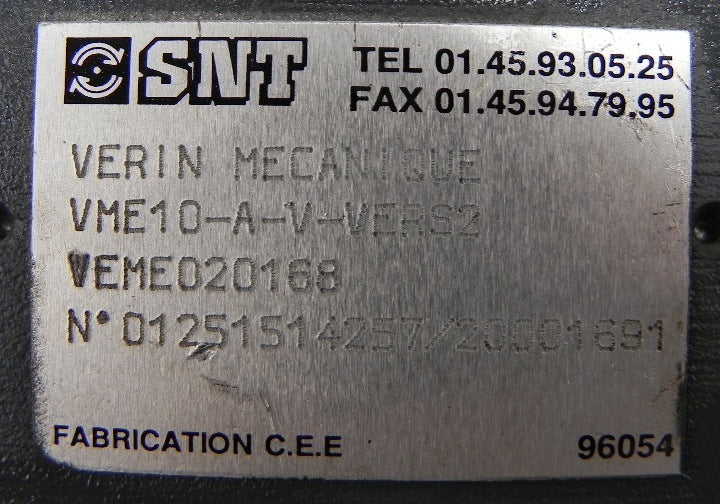 SNT TEL 01.45.93.05.25
FAX 01.45.94.79.95
VERIN MECANIQUE
VME10-A-V-VERS2
VEME020168
N° 01251514257/20001691
FABRICATION C.E.E 96054